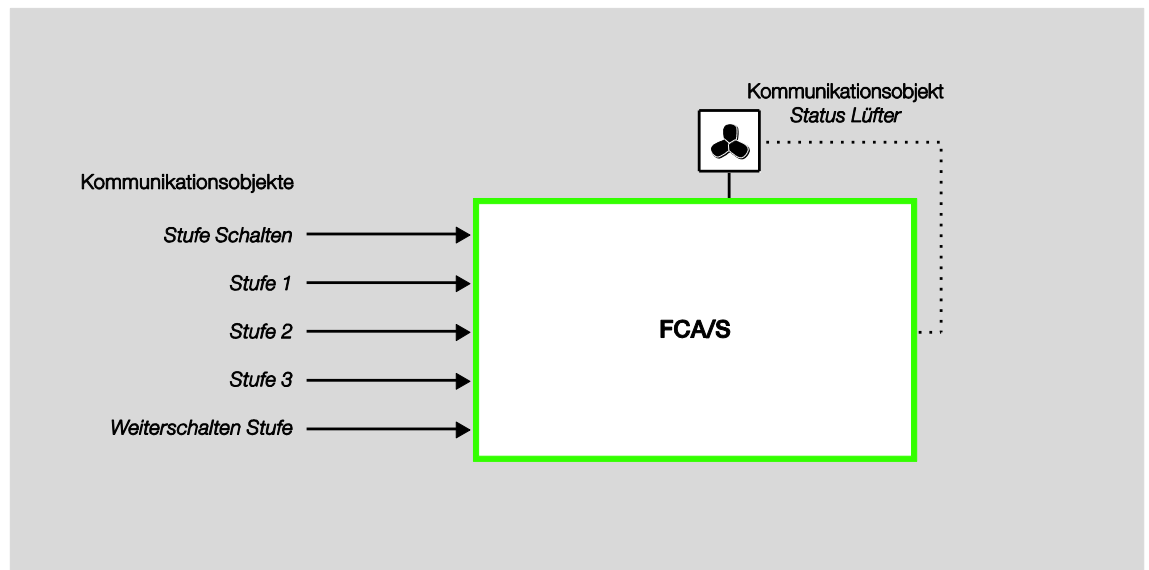 Kommunikationsobjekt
Status Lüfter
Kommunikationsobjekte
Stufe Schalten
Stufe 1
Stufe 2
Stufe 3
Weiterschalten Stufe
FCA/S